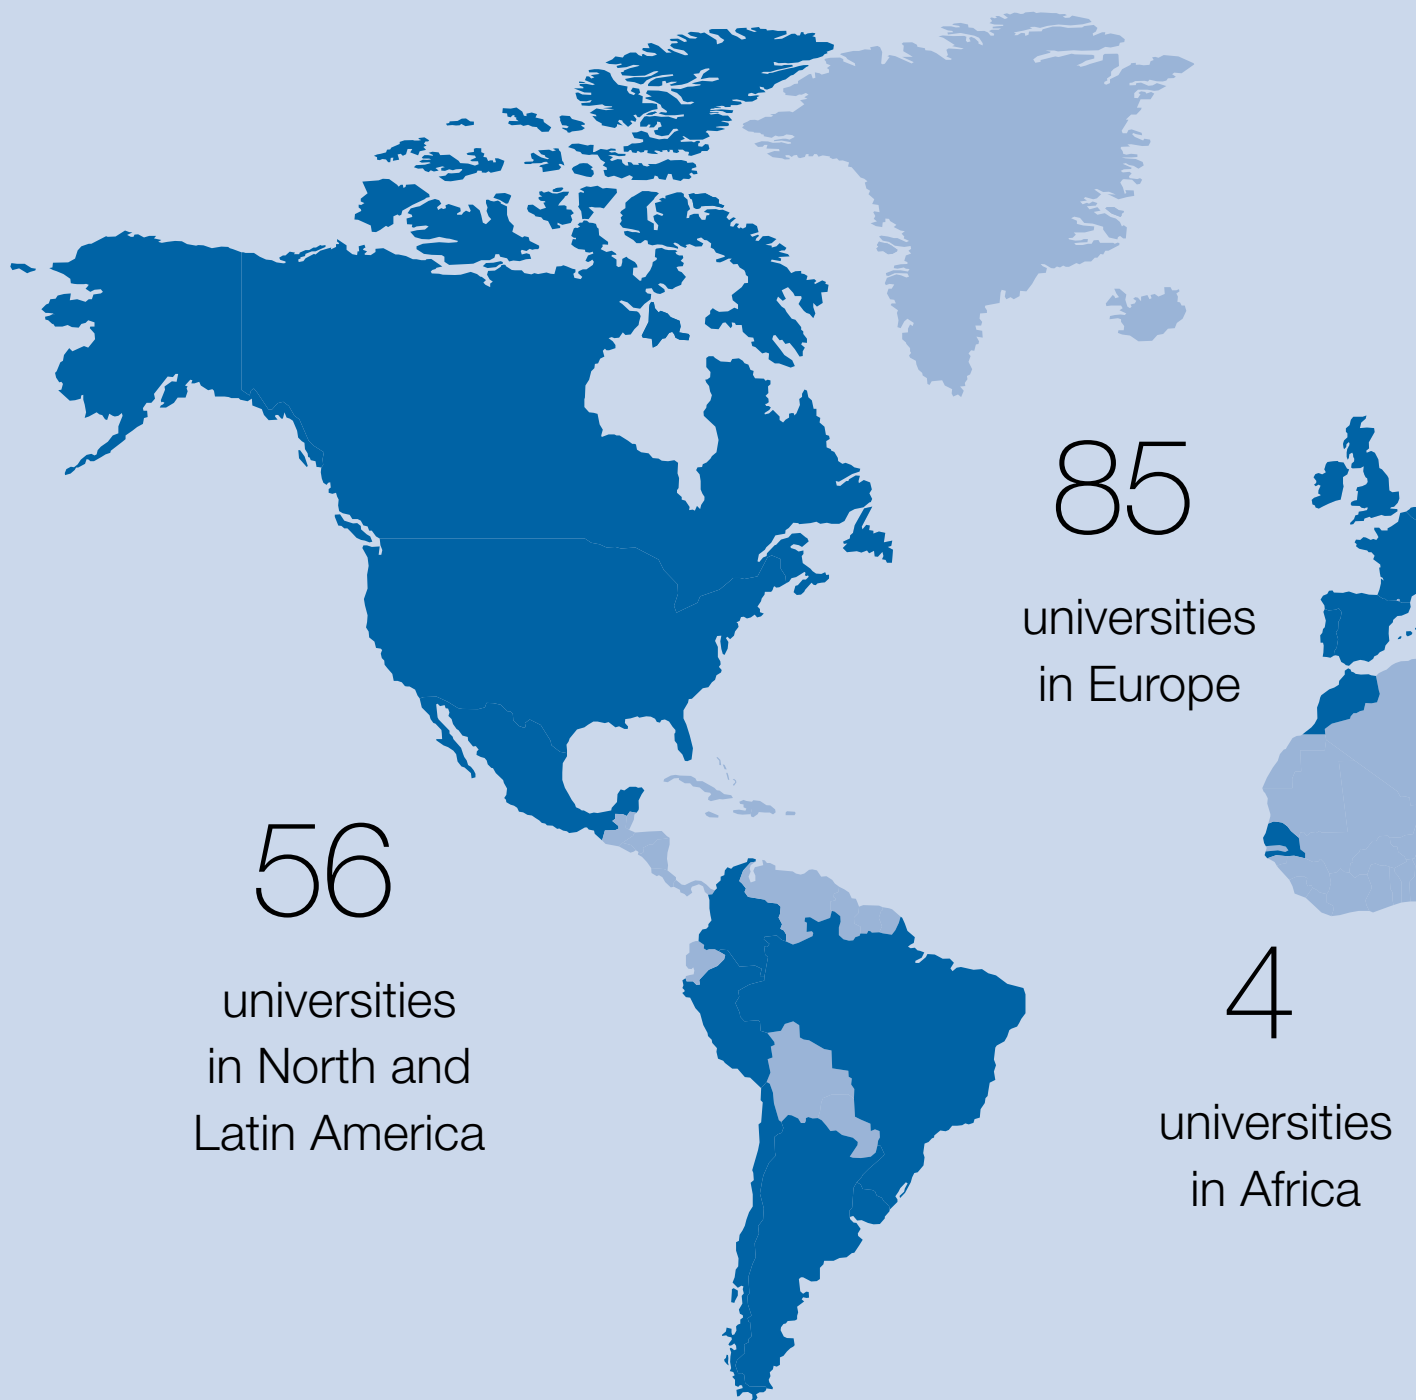 85
universities
in Europe
56
universities
in North and
Latin America
4
universities
in Africa